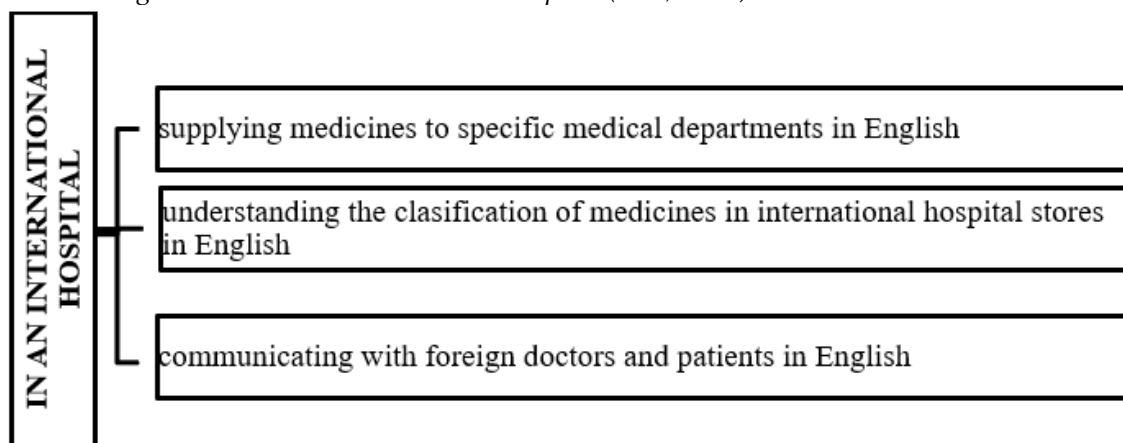 IN AN INTERNATIONAL
HOSPITAL
supplying medicines to specific medical departments in English
understanding the clasification of medicines in international hospital stores
in English
communicating with foreign doctors and patients in English